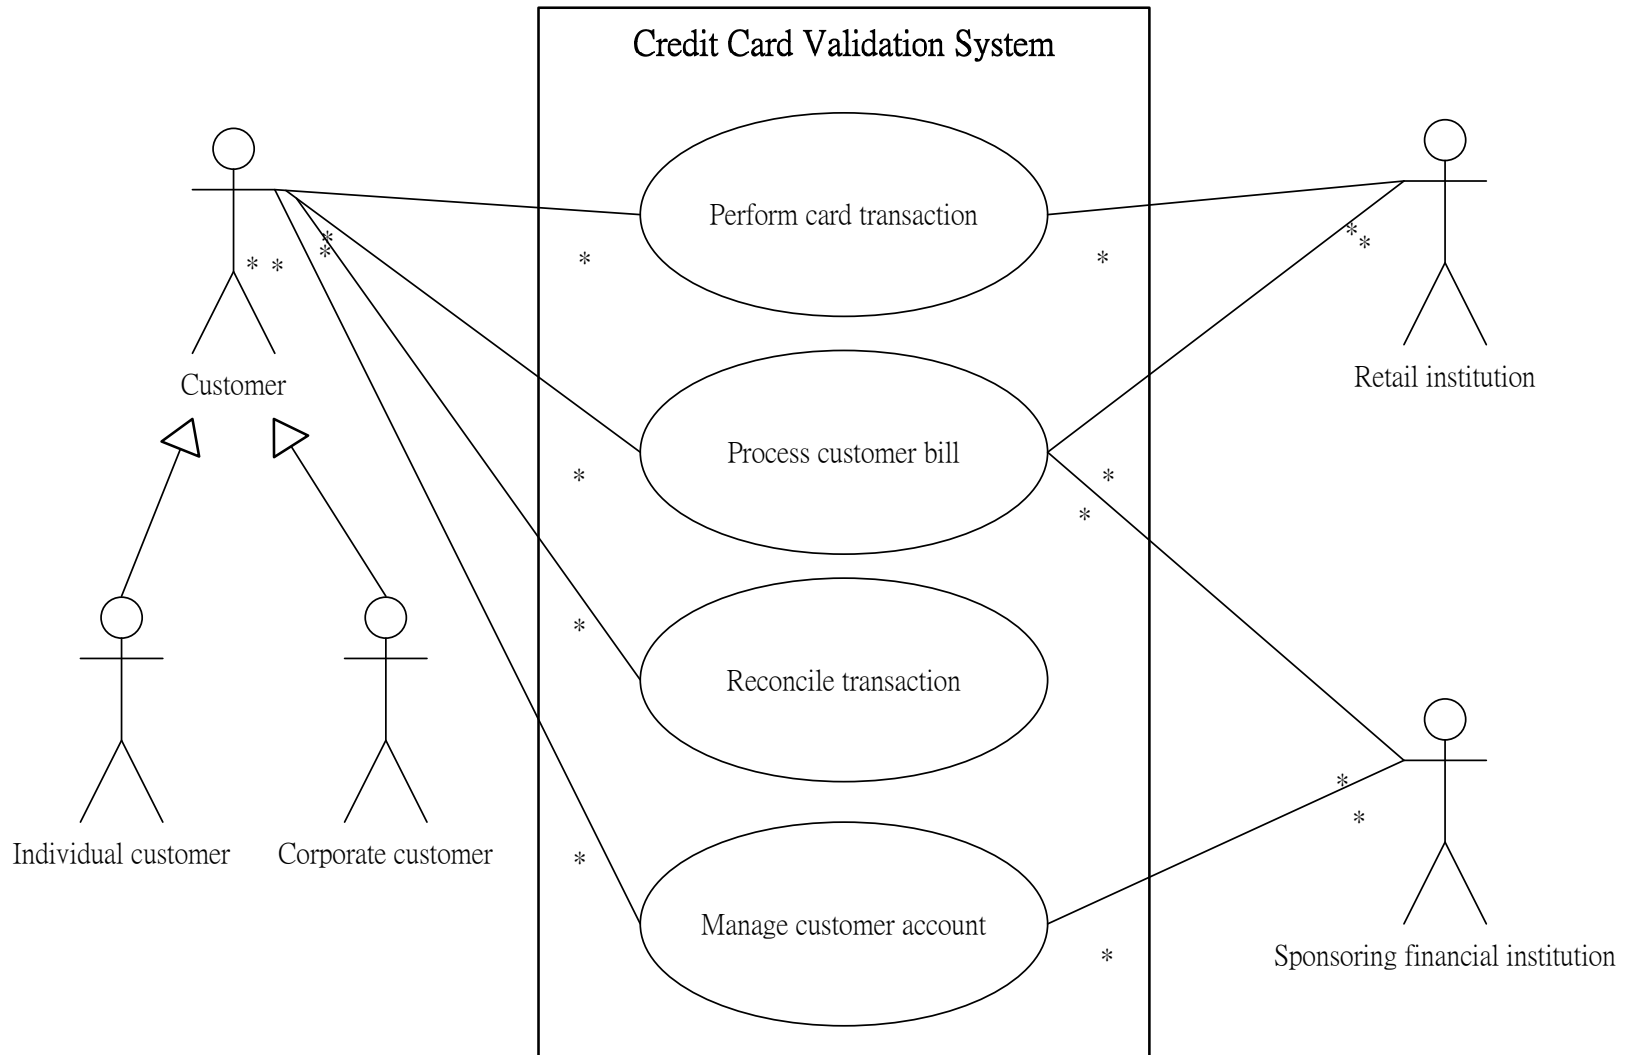 Credit Card Validation System
Perform card transaction
* *
* *
* *
* *
Customer
Retail institution
Process customer bill
* *
*
*
Reconcile transaction
*
*
Individual customer
Corporate customer
*
Manage customer account
*
Sponsoring financial institution